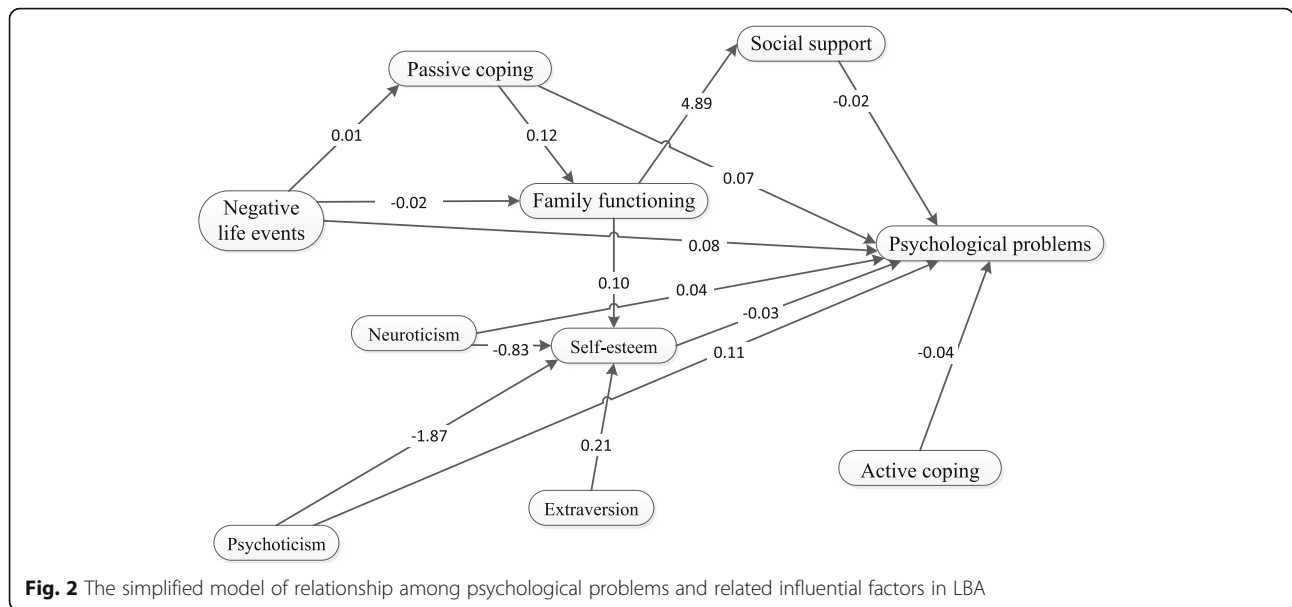 Social support
Passive coping
4.89
-0.02
0.01
0.12
0.07
Negative
life events
-0.02
Family functioning
0.08
Psychological problems
0.10
0.04
-0.03
Neuroticism
-0.83
Self-esteem
0.11
-0.04
-1.87
0.21
Active coping
Extraversion
Psychoticism
Fig. 2 The simplified model of relationship among psychological problems and related influential factors in LBA